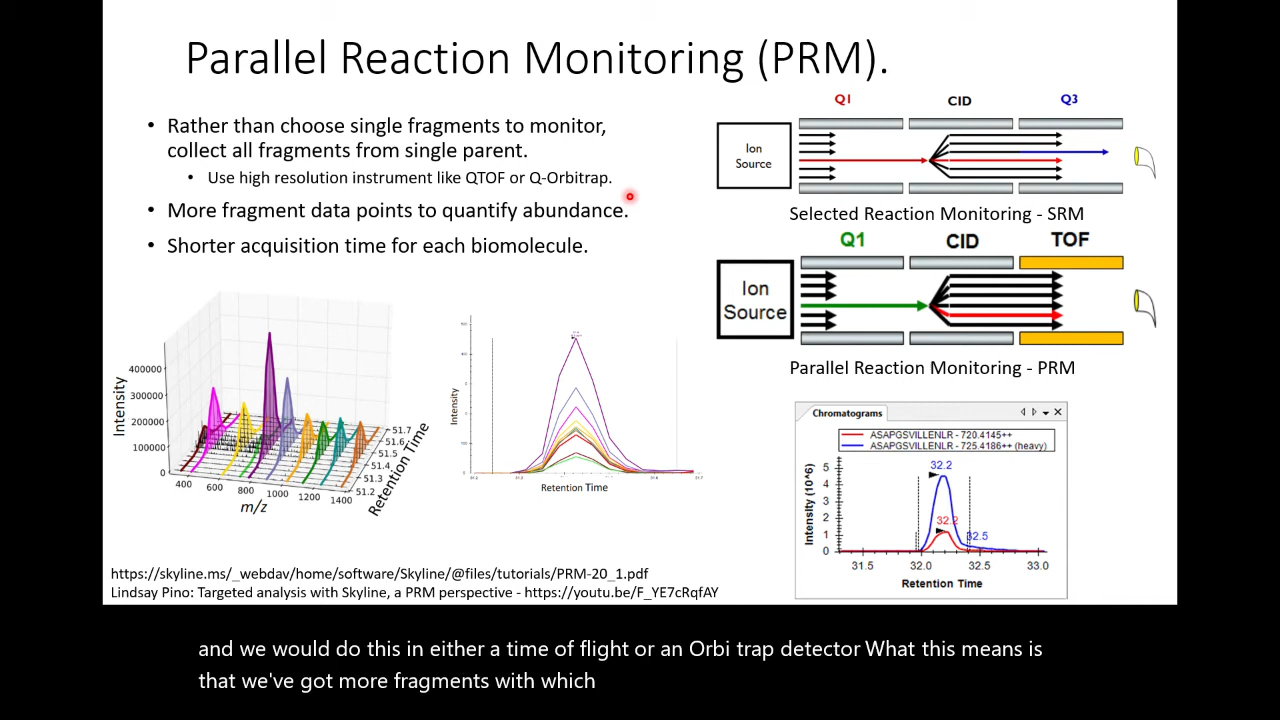 Parallel Reaction Monitoring (PRM).
• Rather than choose single fragments to monitor,
collect all fragments from single parent.
• Use high resolution instrument like QTOF or Q-Orbitrap.
• More fragment data points to quantify abundance.
• Shorter acquisition time for each biomolecule.
Q1 CID Q3
Ion
Source
Selected Reaction Monitoring - SRM
Q1 CID TOF
Ion
Source
Parallel Reaction Monitoring - PRM
Intensity
400000
300000
200000
100000
0
400
600
800
1000
1200
1400
m/z
51.7
51.6
51.5
51.4
51.3
51.2
Retention Time
Intensity
Retention Time
Chromatograms
ASAPGSVILLENLR - 720.4145++
ASAPGSVILLENLR - 725.4186++ (heavy)
Intensity (10^6)
5
4
3
2
1
0
32.2
32.2
32.5
31.5 32.0 32.5 33.0
Retention Time
https://skyline.ms/_webdav/home/software/Skyline/@files/tutorials/PRM-20_1.pdf
Lindsay Pino: Targeted analysis with Skyline, a PRM perspective - https://youtu.be/F_YE7cRqfAY
and we would do this in either a time of flight or an Orbi trap detector What this means is
that we've got more fragments with which